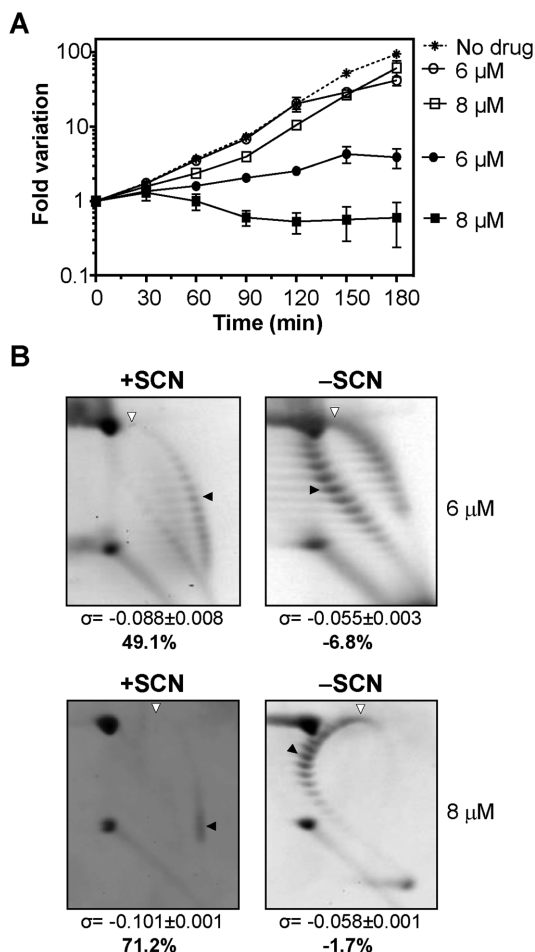 A
Fold variation
100
10
1
0.1
0 30 60 90 120 150 180
Time (min)
No drug
6 μM
8 μM
6 μM
8 μM
B
+SCN –SCN
6 μM
σ= -0.088±0.008 σ= -0.055±0.003
49.1% -6.8%
+SCN –SCN
8 μM
σ= -0.101±0.001 σ= -0.058±0.001
71.2% -1.7%